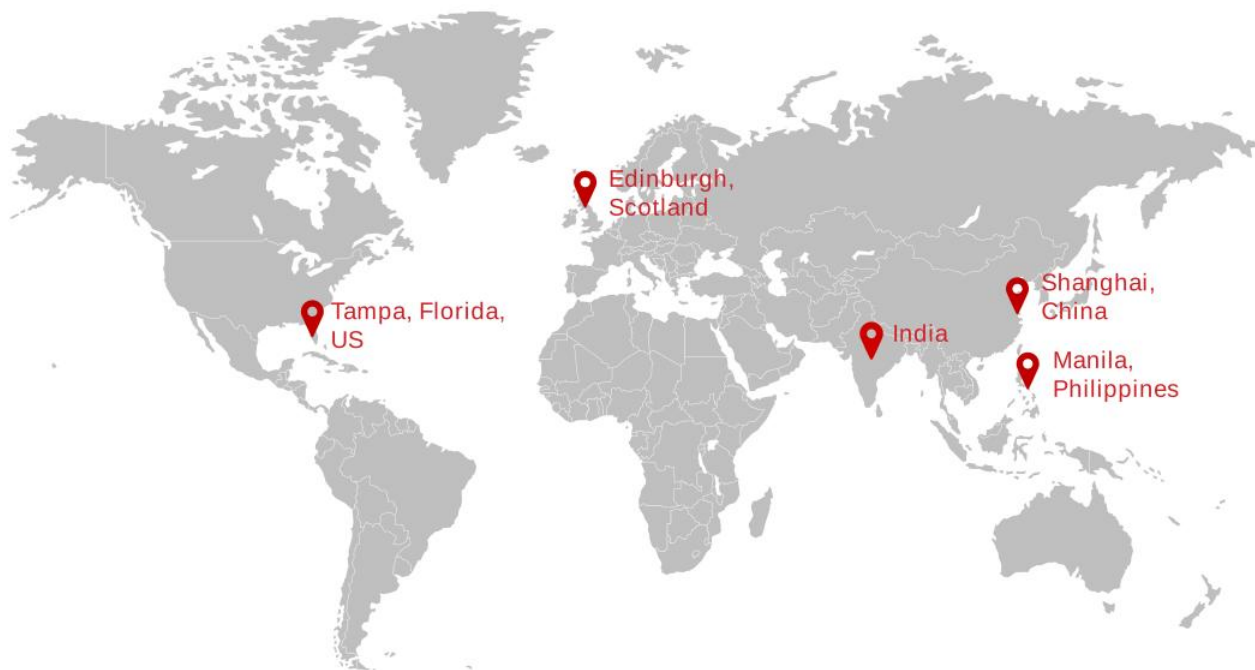 Edinburgh,
Scotland
Shanghai,
China
Tampa, Florida,
US
India
Manila,
Philippines